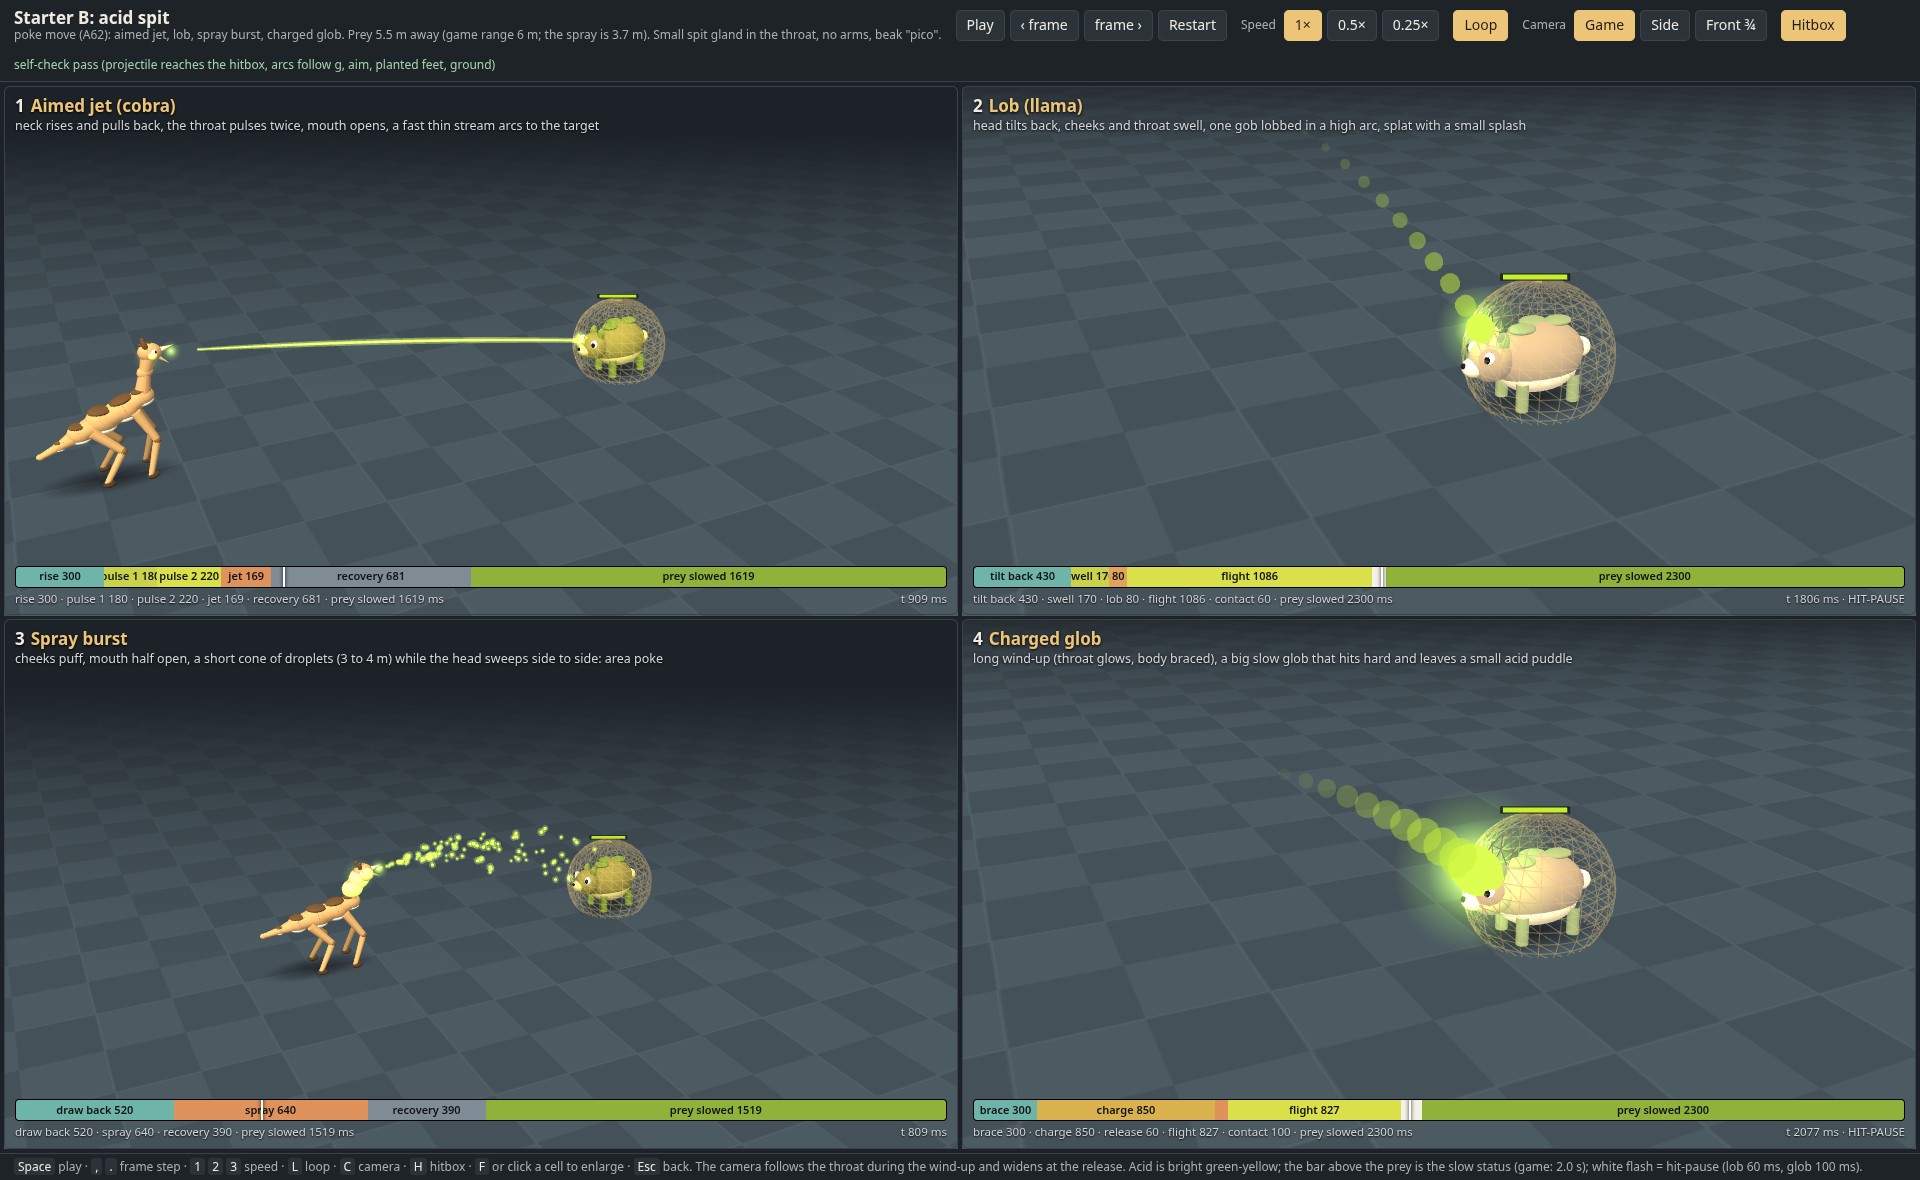 Starter B: acid spit
poke move (A62): aimed jet, lob, spray burst, charged glob. Prey 5.5 m away (game range 6 m; the spray is 3.7 m). Small spit gland in the throat, no arms, beak "pico".
Play ‹ frame frame › Restart Speed 1× 0.5× 0.25× Loop Camera Game Side Front ¾ Hitbox
self-check pass (projectile reaches the hitbox, arcs follow g, aim, planted feet, ground)
1 Aimed jet (cobra)
neck rises and pulls back, the throat pulses twice, mouth opens, a fast thin stream arcs to the target
rise 300 pulse 1 180 pulse 2 220 jet 169 recovery 681 prey slowed 1619
rise 300 · pulse 1 180 · pulse 2 220 · jet 169 · recovery 681 · prey slowed 1619 ms
t 909 ms
2 Lob (llama)
head tilts back, cheeks and throat swell, one gob lobbed in a high arc, splat with a small splash
tilt back 430 well 17 80 flight 1086 prey slowed 2300
tilt back 430 · swell 170 · lob 80 · flight 1086 · contact 60 · prey slowed 2300 ms
t 1806 ms · HIT-PAUSE
3 Spray burst
cheeks puff, mouth half open, a short cone of droplets (3 to 4 m) while the head sweeps side to side: area poke
draw back 520 spray 640 recovery 390 prey slowed 1519
draw back 520 · spray 640 · recovery 390 · prey slowed 1519 ms
t 809 ms
4 Charged glob
long wind-up (throat glows, body braced), a big slow glob that hits hard and leaves a small acid puddle
brace 300 charge 850 flight 827 prey slowed 2300
brace 300 · charge 850 · release 60 · flight 827 · contact 100 · prey slowed 2300 ms
t 2077 ms · HIT-PAUSE
Space play · , . frame step · 1 2 3 speed · L loop · C camera · H hitbox · F or click a cell to enlarge · Esc back. The camera follows the throat during the wind-up and widens at the release. Acid is bright green-yellow; the bar above the prey is the slow status (game: 2.0 s); white flash = hit-pause (lob 60 ms, glob 100 ms).